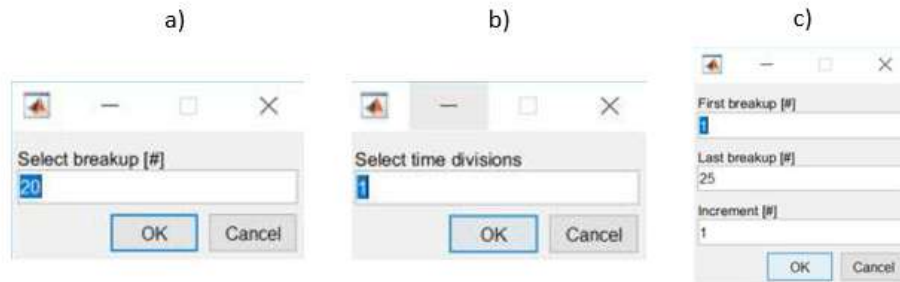 a)
b)
c)
Select breakup [#]
20
OK Cancel
Select time divisions
1
OK Cancel
First breakup [#]
1
Last breakup [#]
25
Increment [#]
1
OK Cancel